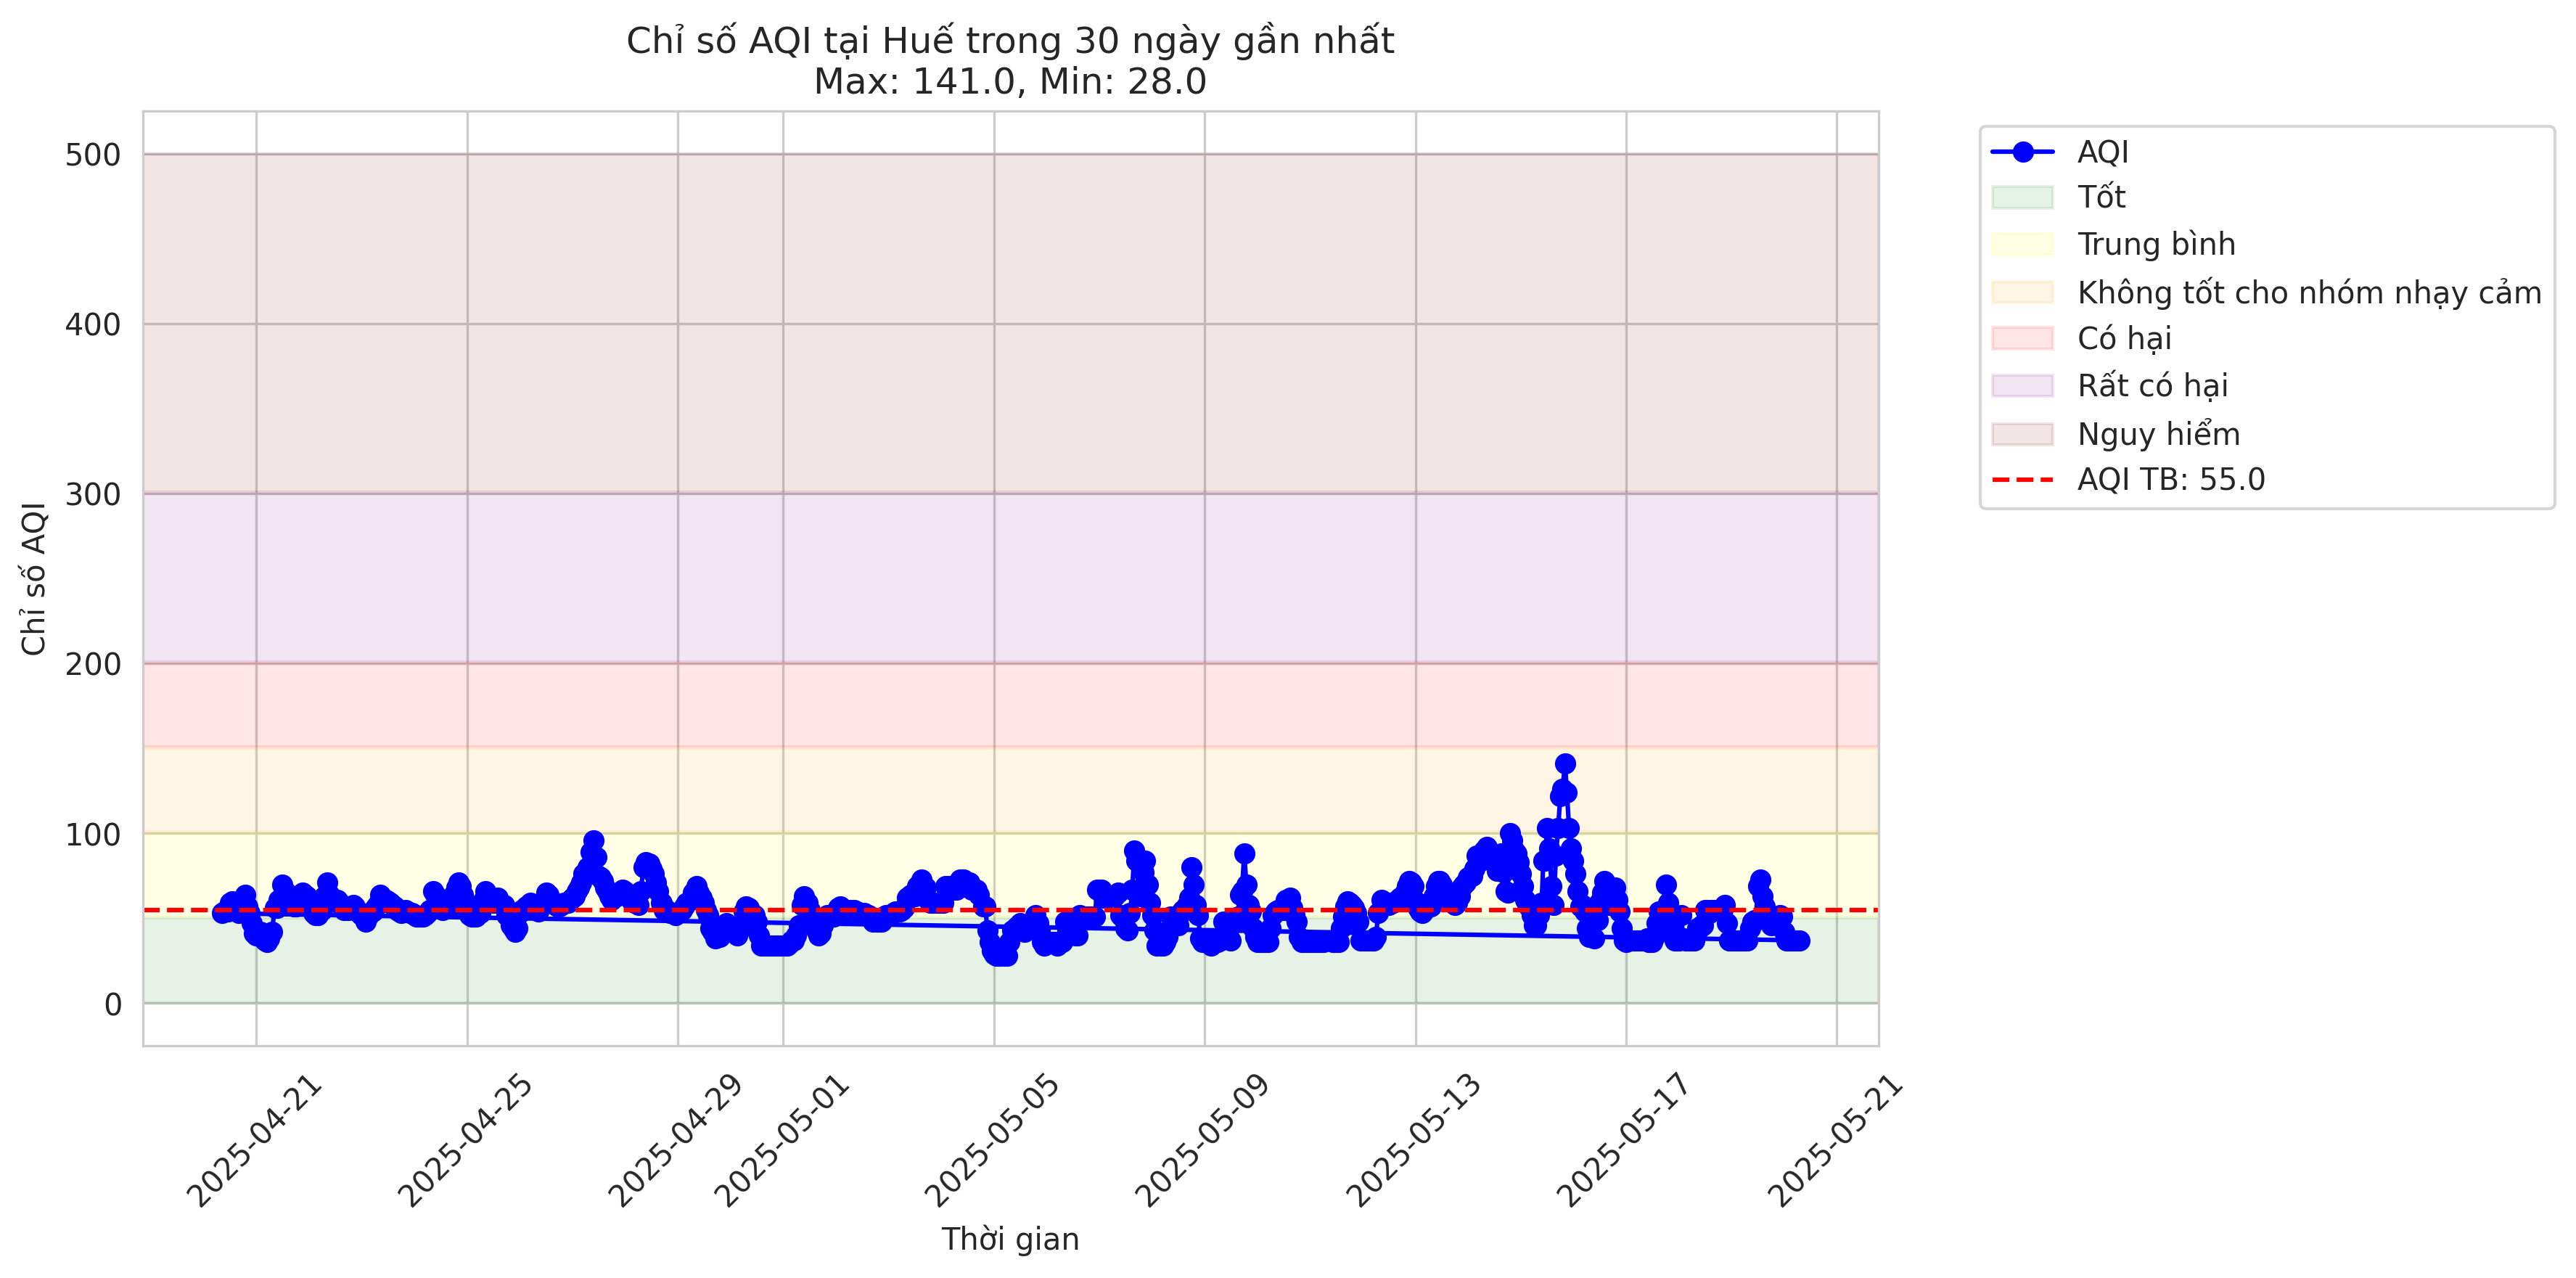 Chỉ số AQI tại Huế trong 30 ngày gần nhất
Max: 141.0, Min: 28.0
Chỉ số AQI
500
400
300
200
100
0
2025-04-21
2025-04-25
2025-04-29
2025-05-01
2025-05-05
2025-05-09
2025-05-13
2025-05-17
2025-05-21
Thời gian
AQI
Tốt
Trung bình
Không tốt cho nhóm nhạy cảm
Có hại
Rất có hại
Nguy hiểm
AQI TB: 55.0